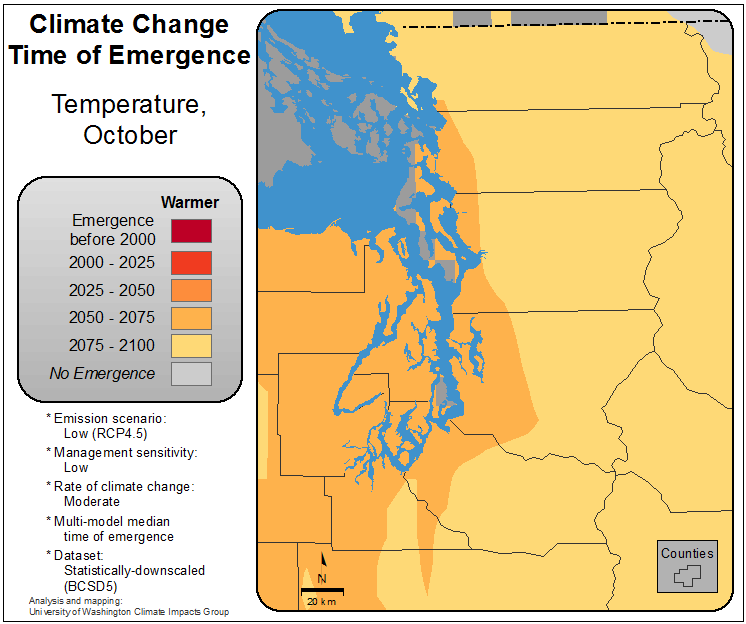 Climate Change
Time of Emergence
Temperature,
October
Warmer
Emergence
before 2000
2000 - 2025
2025 - 2050
2050 - 2075
2075 - 2100
No Emergence
* Emission scenario:
Low (RCP4.5)
* Management sensitivity:
Low
* Rate of climate change:
Moderate
* Multi-model median
time of emergence
* Dataset:
Statistically-downscaled
(BCSD5)
Analysis and mapping:
University of Washington Climate Impacts Group
N
20 km
Counties